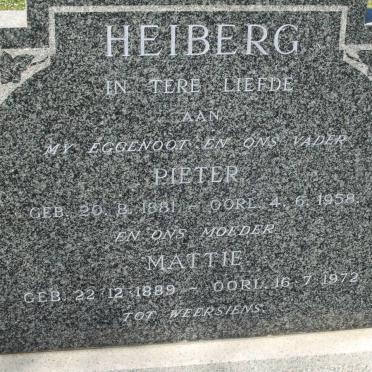 HEIBERG
IN TERE LIEFDE
AAN
MY EGGENOOT EN ONS VADER
PIETER
GEB. 20. 8. 1881 - OORL. 4. 6. 1958.
EN ONS MOEDER
MATTIE
GEB. 22. 12. 1889 - OORL. 16. 7. 1972
TOT WEERSIENS.